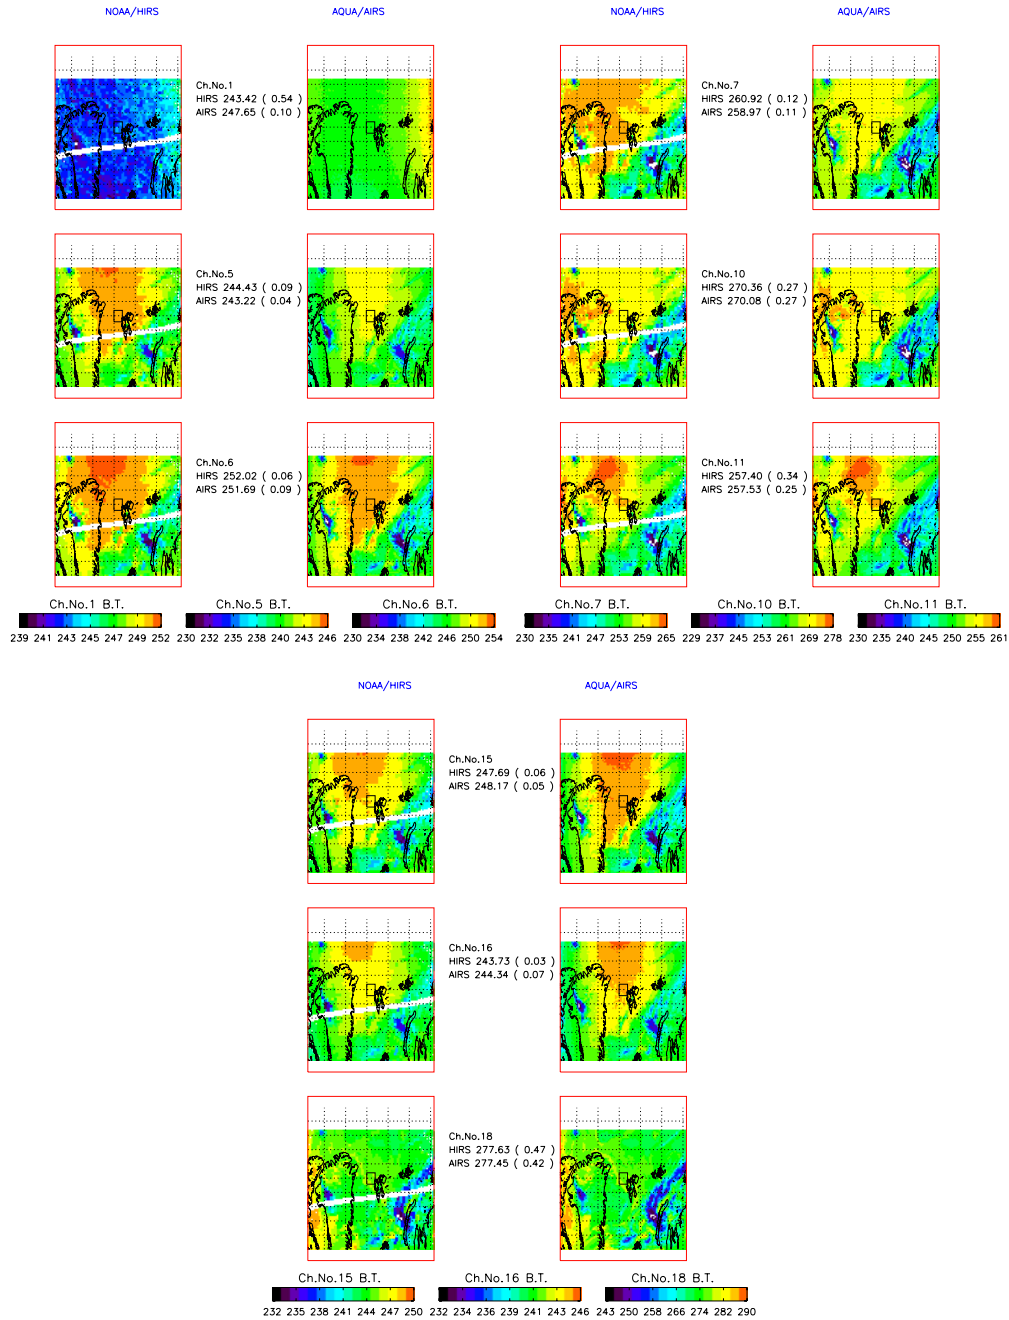 NOAA/HIRS AQUA/AIRS NOAA/HIRS AQUA/AIRS
Ch.No.1
HIRS 243.42 ( 0.54 )
AIRS 247.65 ( 0.10 )
Ch.No.7
HIRS 260.92 ( 0.12 )
AIRS 258.97 ( 0.11 )
Ch.No.5
HIRS 244.43 ( 0.09 )
AIRS 243.22 ( 0.04 )
Ch.No.10
HIRS 270.36 ( 0.27 )
AIRS 270.08 ( 0.27 )
Ch.No.6
HIRS 252.02 ( 0.06 )
AIRS 251.69 ( 0.09 )
Ch.No.11
HIRS 257.40 ( 0.34 )
AIRS 257.53 ( 0.25 )
Ch.No.1 B.T. Ch.No.5 B.T. Ch.No.6 B.T. Ch.No.7 B.T. Ch.No.10 B.T. Ch.No.11 B.T.
239 241 243 245 247 249 252 230 232 235 238 240 243 246 230 234 238 242 246 250 254 230 235 241 247 253 259 265 229 237 245 253 261 269 278 230 235 240 245 250 255 261
NOAA/HIRS AQUA/AIRS
Ch.No.15
HIRS 247.69 ( 0.06 )
AIRS 248.17 ( 0.05 )
Ch.No.16
HIRS 243.73 ( 0.03 )
AIRS 244.34 ( 0.07 )
Ch.No.18
HIRS 277.63 ( 0.47 )
AIRS 277.45 ( 0.42 )
Ch.No.15 B.T. Ch.No.16 B.T. Ch.No.18 B.T.
232 235 238 241 244 247 250 232 234 236 239 241 243 246 243 250 258 266 274 282 290